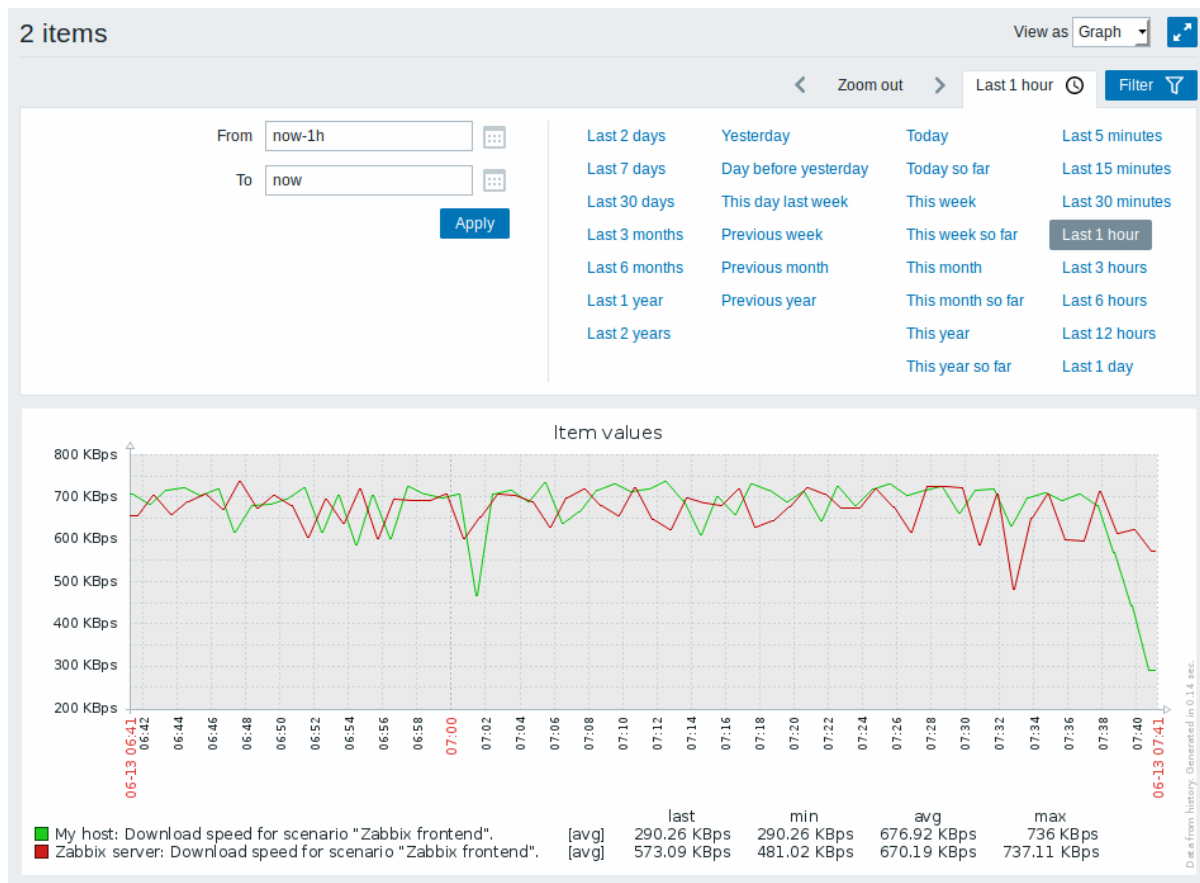 2 items
View as Graph
Zoom out
Last 1 hour
Filter
From now-1h
To now
Apply
Last 2 days Yesterday Today Last 5 minutes
Last 7 days Day before yesterday Today so far Last 15 minutes
Last 30 days This day last week This week Last 30 minutes
Last 3 months Previous week This week so far Last 1 hour
Last 6 months Previous month This month Last 3 hours
Last 1 year Previous year This month so far Last 6 hours
Last 2 years This year Last 12 hours
This year so far Last 1 day
Item values
800 KBps
700 KBps
600 KBps
500 KBps
400 KBps
300 KBps
200 KBps
06-13 06:41 06:42 06:44 06:46 06:48 06:50 06:52 06:54 06:56 06:58 07:00 07:02 07:04 07:06 07:08 07:10 07:12 07:14 07:16 07:18 07:20 07:22 07:24 07:26 07:28 07:30 07:32 07:34 07:36 07:38 07:40 06-13 07:41
last min avg max
My host: Download speed for scenario "Zabbix frontend". [avg] 290.26 KBps 290.26 KBps 676.92 KBps 736 KBps
Zabbix server: Download speed for scenario "Zabbix frontend". [avg] 573.09 KBps 481.02 KBps 670.19 KBps 737.11 KBps
Data from history. Generated in 0.14 sec.